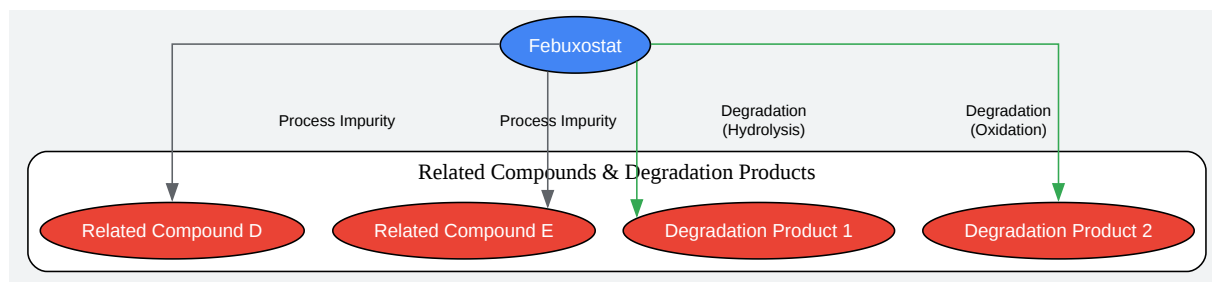 Febuxostat
Process Impurity
Process Impurity
Degradation
(Hydrolysis)
Degradation
(Oxidation)
Related Compounds & Degradation Products
Related Compound D
Related Compound E
Degradation Product 1
Degradation Product 2